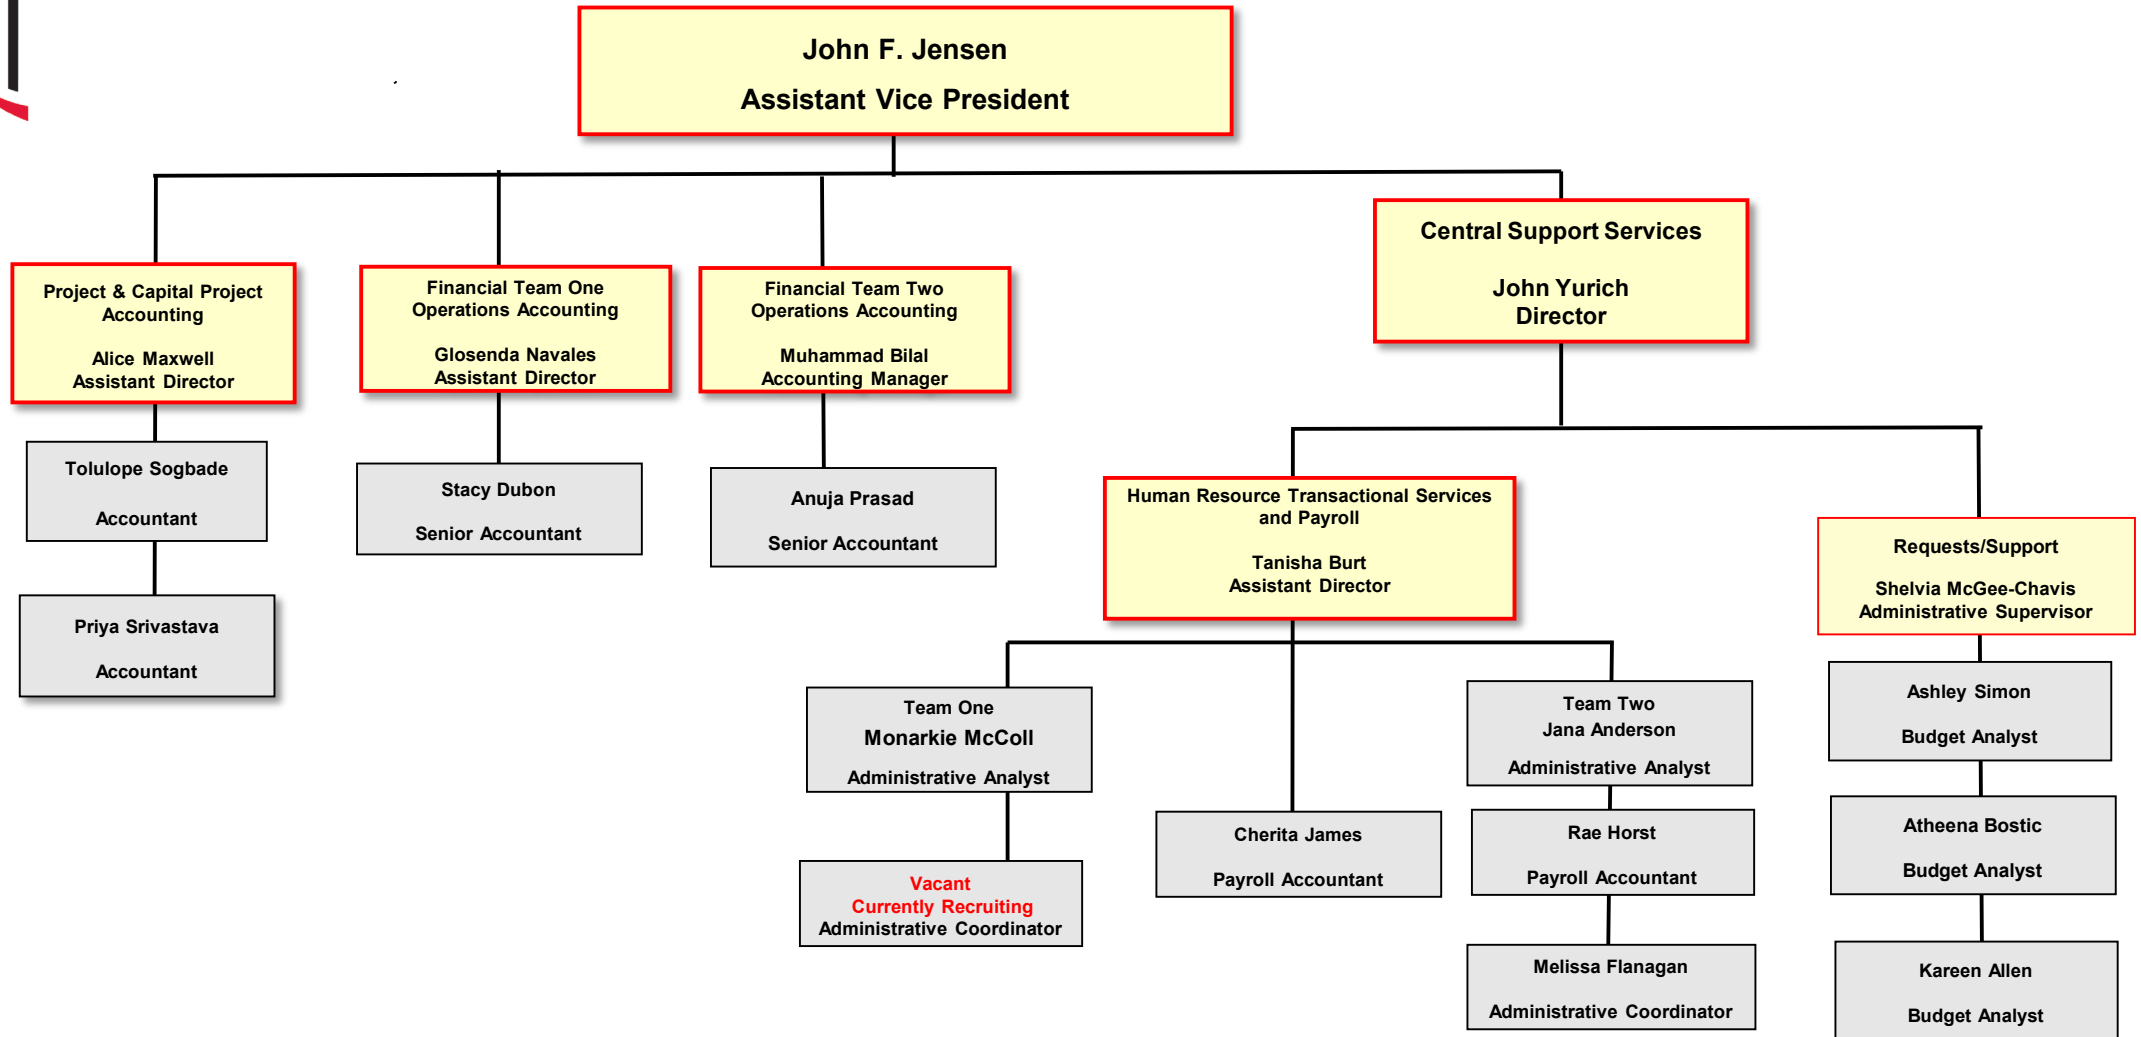 John F. Jensen
Assistant Vice President
Central Support Services
John Yurich
Director
Project & Capital Project
Accounting
Alice Maxwell
Assistant Director
Financial Team One
Operations Accounting
Glosenda Navales
Assistant Director
Financial Team Two
Operations Accounting
Muhammad Bilal
Accounting Manager
Tolulope Sogbade
Accountant
Priya Srivastava
Accountant
Stacy Dubon
Senior Accountant
Anuja Prasad
Senior Accountant
Human Resource Transactional Services
and Payroll
Tanisha Burt
Assistant Director
Requests/Support
Shelvia McGee-Chavis
Administrative Supervisor
Team One
Monarkie McColl
Administrative Analyst
Vacant
Currently Recruiting
Administrative Coordinator
Cherita James
Payroll Accountant
Team Two
Jana Anderson
Administrative Analyst
Rae Horst
Payroll Accountant
Melissa Flanagan
Administrative Coordinator
Ashley Simon
Budget Analyst
Atheena Bostic
Budget Analyst
Kareen Allen
Budget Analyst